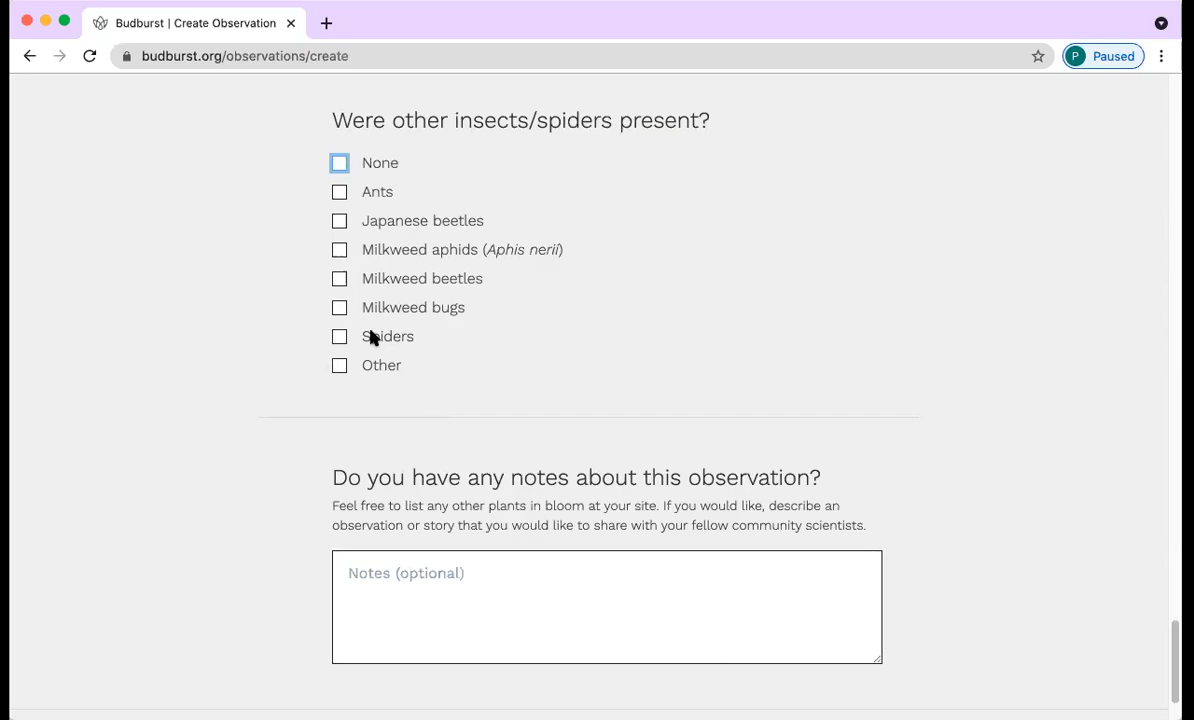 Budburst | Create Observation
budburst.org/observations/create
P Paused
Were other insects/spiders present?
None
Ants
Japanese beetles
Milkweed aphids (Aphis nerii)
Milkweed beetles
Milkweed bugs
Spiders
Other
Do you have any notes about this observation?
Feel free to list any other plants in bloom at your site. If you would like, describe an
observation or story that you would like to share with your fellow community scientists.
Notes (optional)